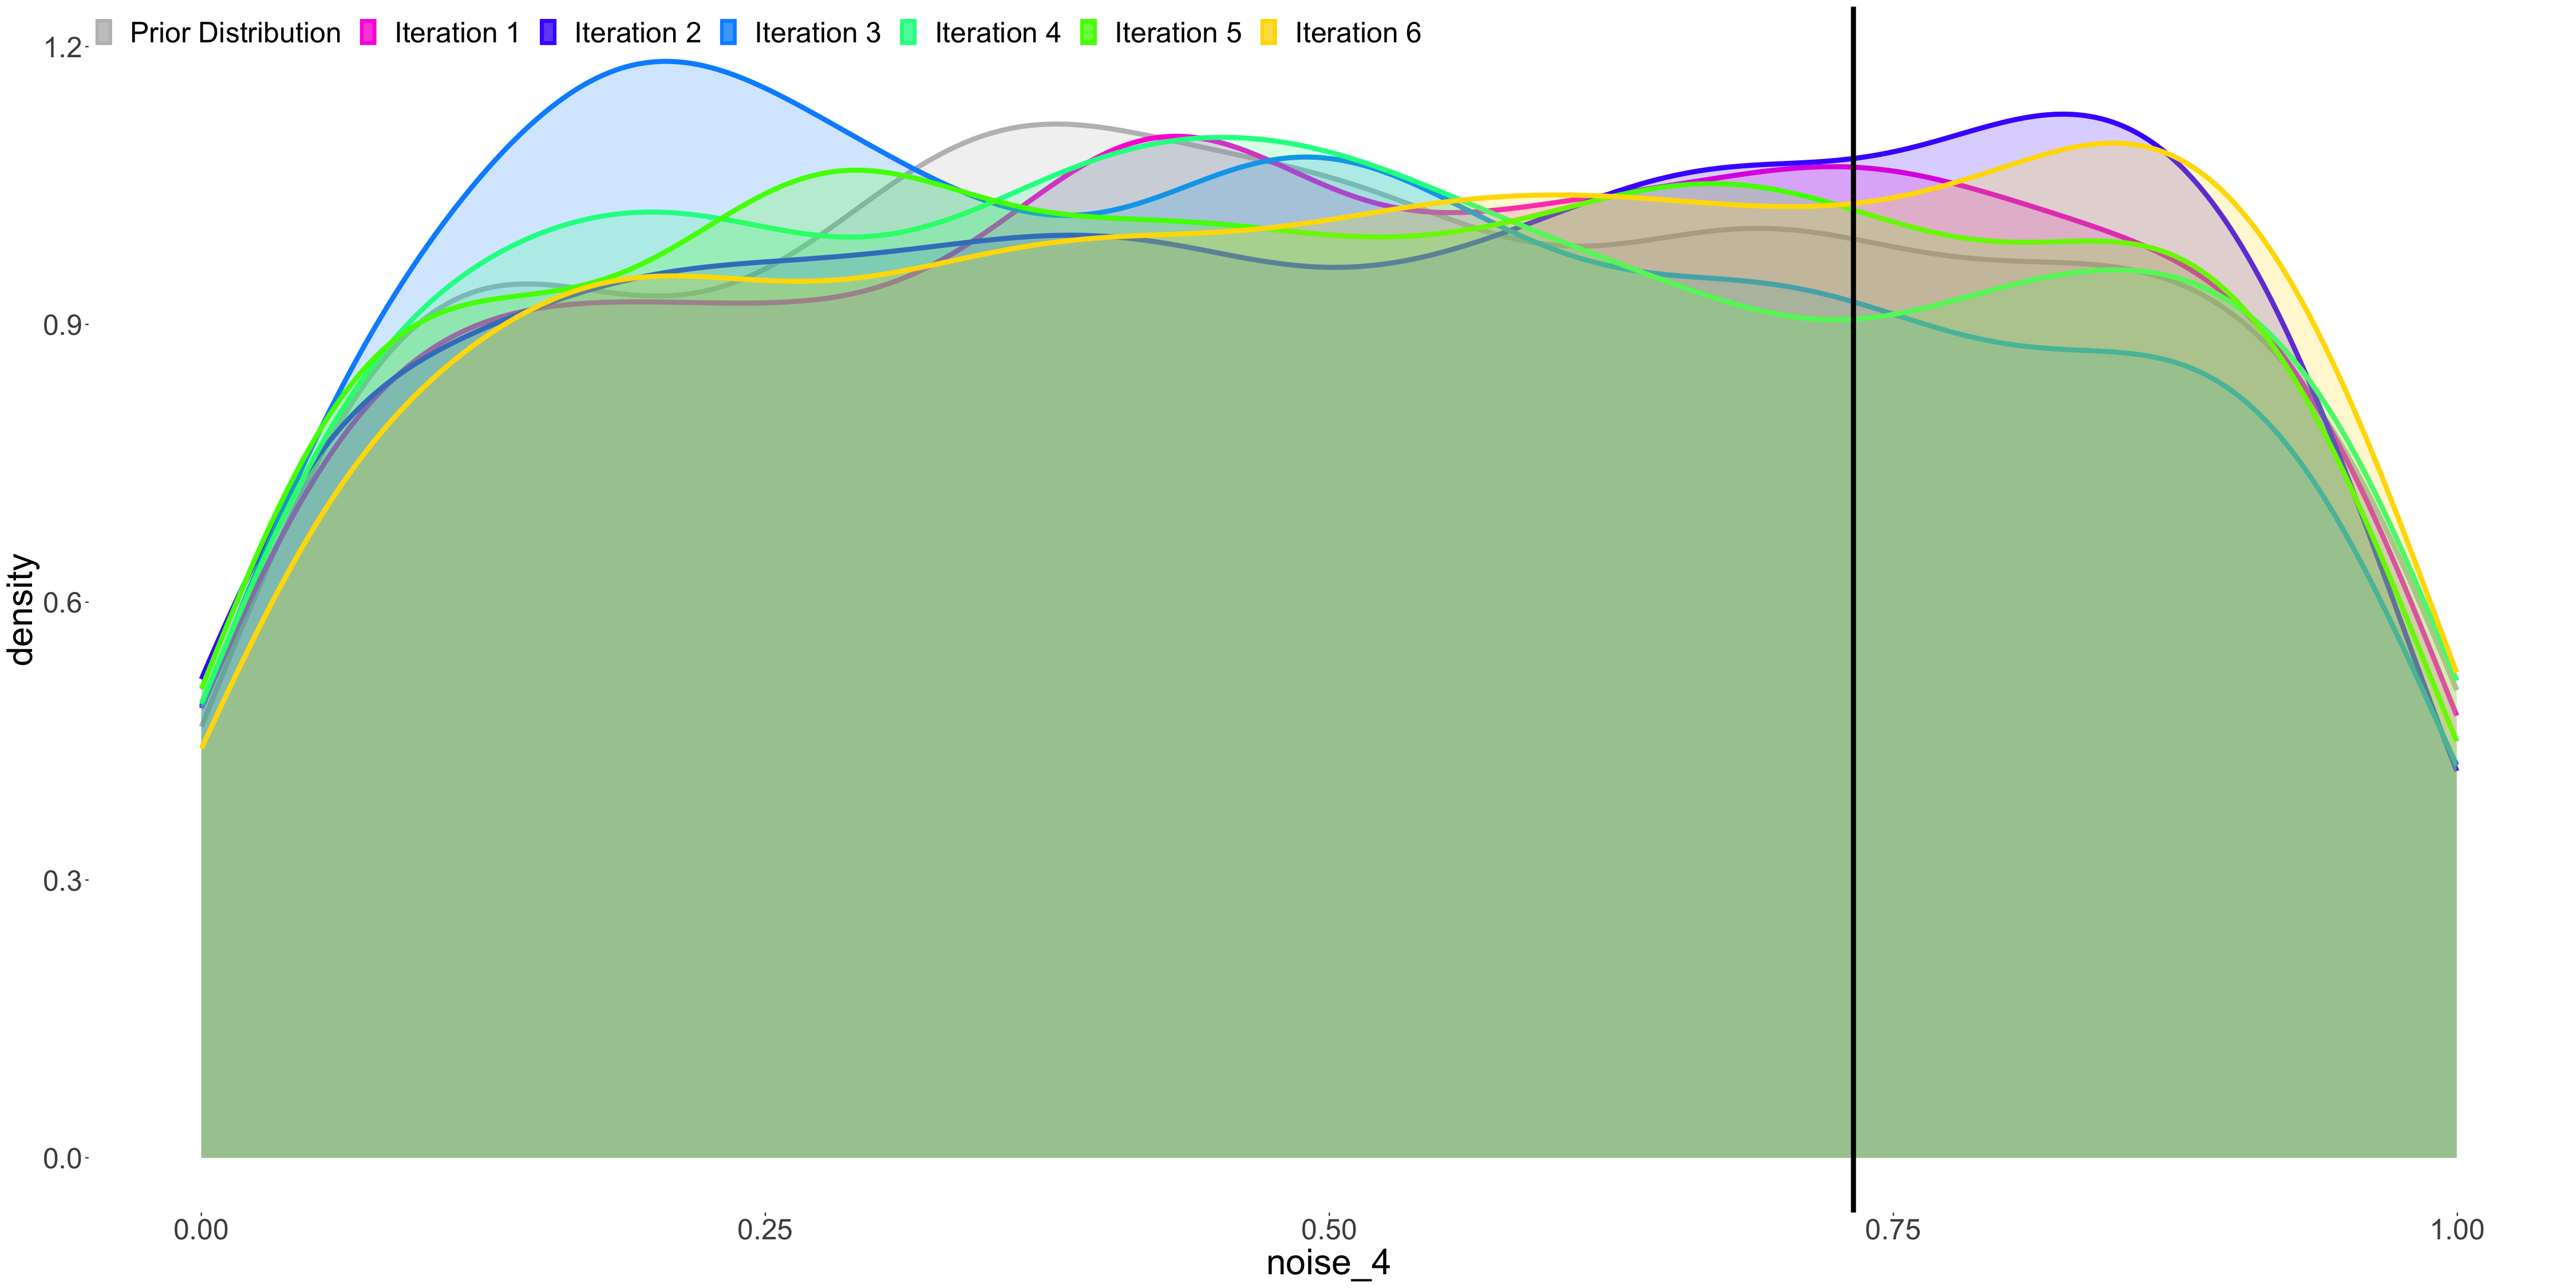 Prior Distribution Iteration 1 Iteration 2 Iteration 3 Iteration 4 Iteration 5 Iteration 6
1.2
0.9
0.6
0.3
0.0
density
0.00 0.25 0.50 0.75 1.00
noise_4